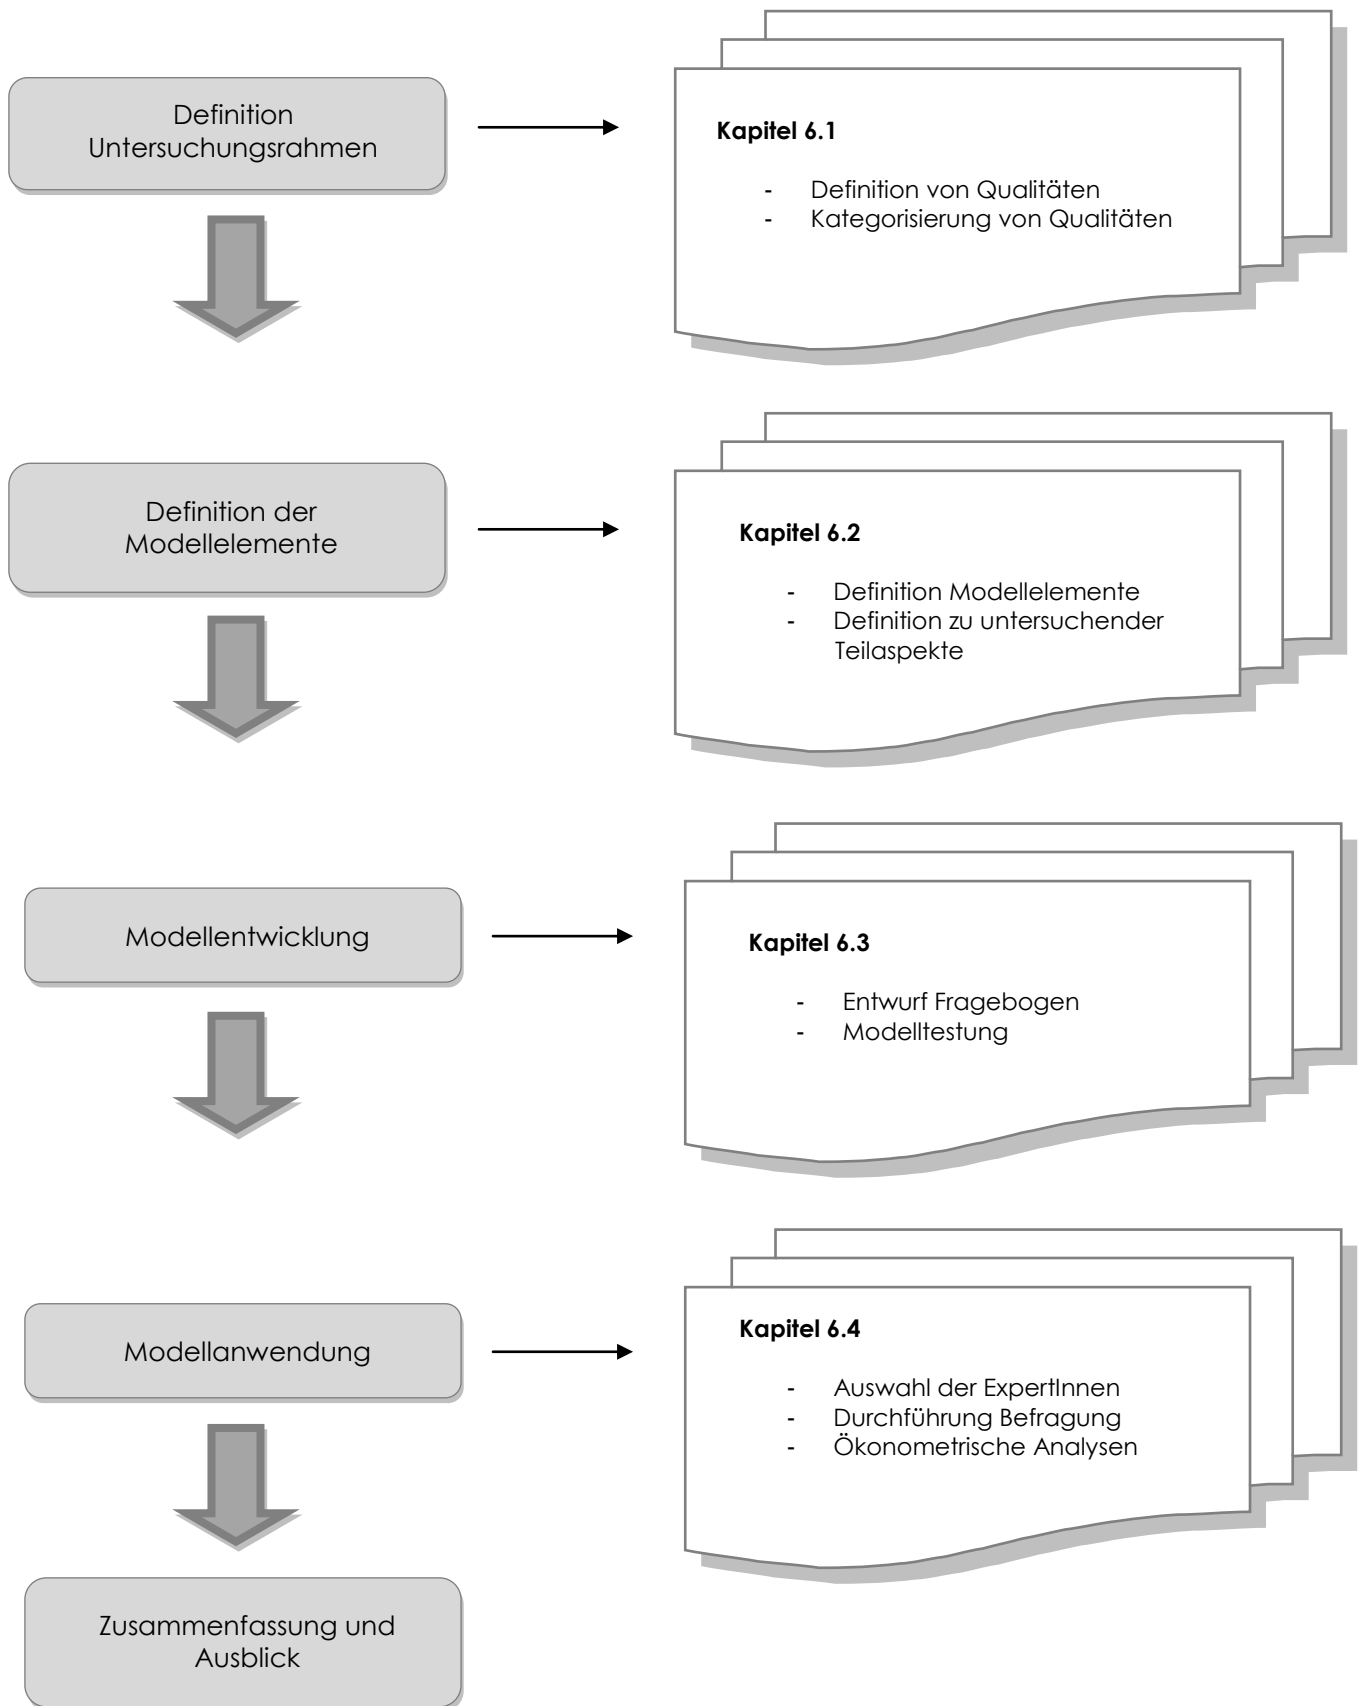 Definition
Untersuchungsrahmen
Kapitel 6.1
- Definition von Qualitäten
- Kategorisierung von Qualitäten
Definition der
Modellelemente
Kapitel 6.2
- Definition Modellelemente
- Definition zu untersuchender
Teilaspekte
Modellentwicklung
Kapitel 6.3
- Entwurf Fragebogen
- Modelltestung
Modellanwendung
Kapitel 6.4
- Auswahl der ExpertInnen
- Durchführung Befragung
- Ökonometrische Analysen
Zusammenfassung und
Ausblick